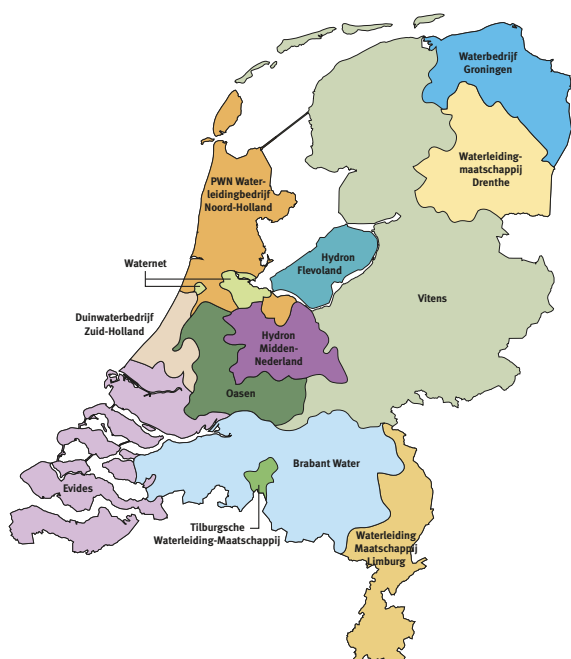 Waterbedrijf
Groningen
Waterleiding-
maatschappij
Drenthe
PWN Water-
leidingbedrijf
Noord-Holland
Waternet
Hydron
Flevoland
Vitens
Duinwaterbedrijf
Zuid-Holland
Hydron
Midden-
Nederland
Oasen
Brabant Water
Evides
Tilburgsche
Waterleiding-Maatschappij
Waterleiding
Maatschappij
Limburg